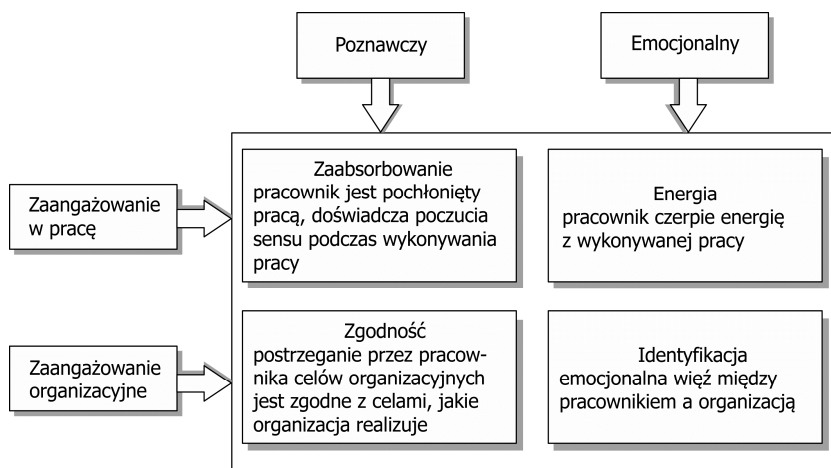 Poznawczy
Emocjonalny
Zaangażowanie
w pracę
Zaabsorbowanie
pracownik jest pochłonięty
pracą, doświadcza poczucia
sensu podczas wykonywania
pracy
Energia
pracownik czerpie energię
z wykonywanej pracy
Zaangażowanie
organizacyjne
Zgodność
postrzeganie przez pracow-
nika celów organizacyjnych
jest zgodne z celami, jakie
organizacja realizuje
Identyfikacja
emocjonalna więź między
pracownikiem a organizacją